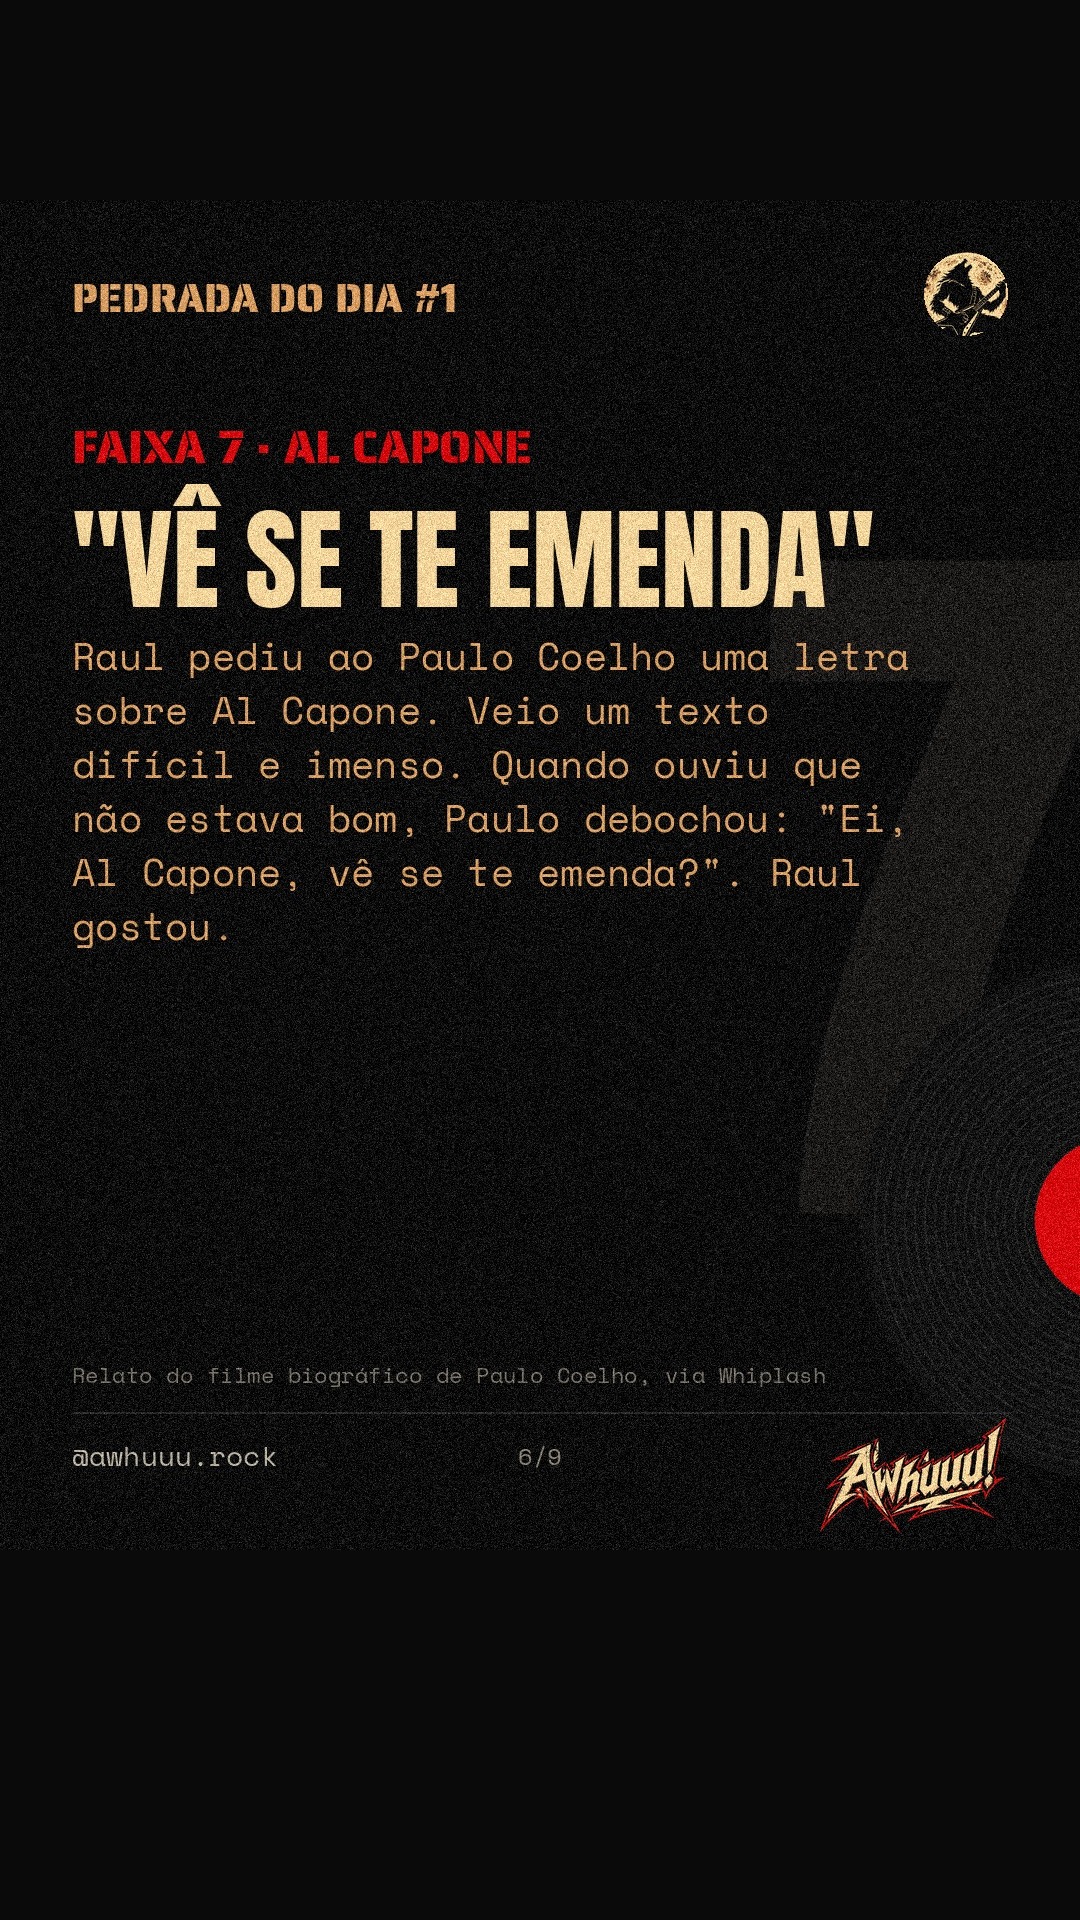 PEDRADA DO DIA #1
FAIXA 7 · AL CAPONE
"VÊ SE TE EMENDA"
Raul pediu ao Paulo Coelho uma letra
sobre Al Capone. Veio um texto
difícil e imenso. Quando ouviu que
não estava bom, Paulo debochou: "Ei,
Al Capone, vê se te emenda?". Raul
gostou.
7
Relato do filme biográfico de Paulo Coelho, via Whiplash
@awhuuu.rock
6/9
Awhuuu!